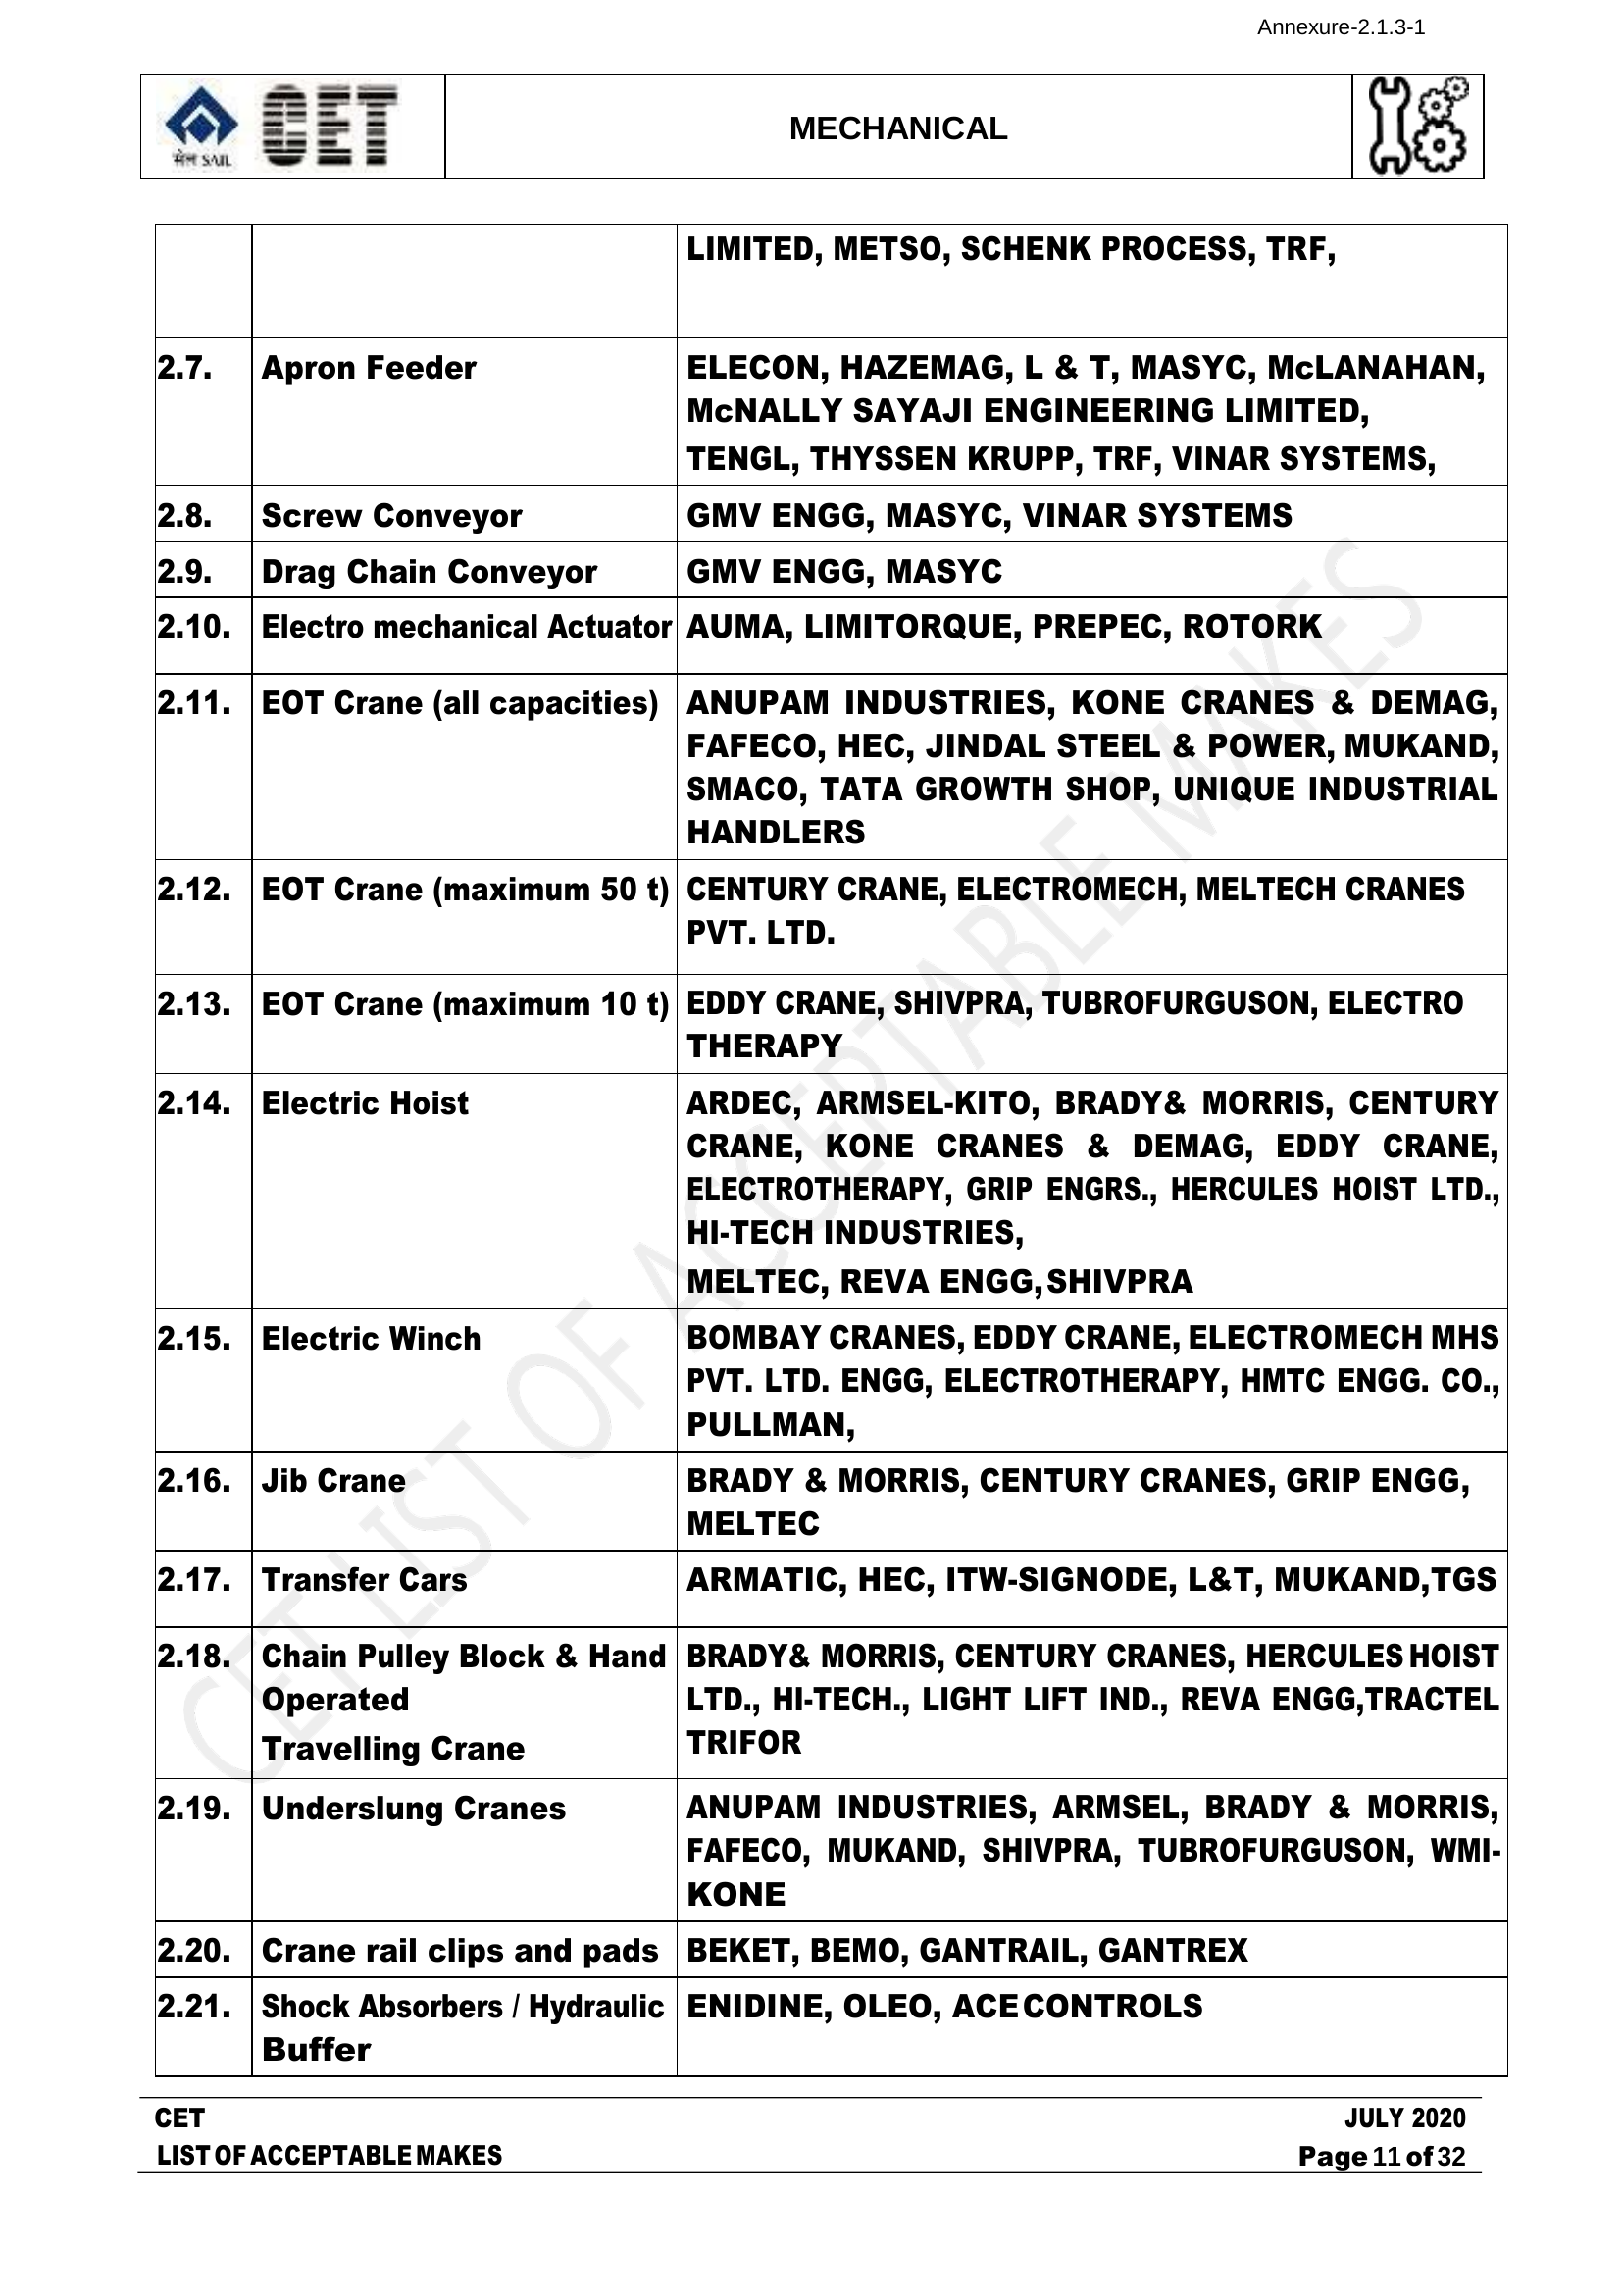 Annexure-2.1.3-1
सेल SAIL
CET
MECHANICAL
LIMITED, METSO, SCHENK PROCESS, TRF,
2.7. Apron Feeder ELECON, HAZEMAG, L & T, MASYC, McLANAHAN,
McNALLY SAYAJI ENGINEERING LIMITED,
TENGL, THYSSEN KRUPP, TRF, VINAR SYSTEMS,
2.8. Screw Conveyor GMV ENGG, MASYC, VINAR SYSTEMS
2.9. Drag Chain Conveyor GMV ENGG, MASYC
2.10. Electro mechanical Actuator AUMA, LIMITORQUE, PREPEC, ROTORK
2.11. EOT Crane (all capacities) ANUPAM INDUSTRIES, KONE CRANES & DEMAG,
FAFECO, HEC, JINDAL STEEL & POWER, MUKAND,
SMACO, TATA GROWTH SHOP, UNIQUE INDUSTRIAL
HANDLERS
2.12. EOT Crane (maximum 50 t) CENTURY CRANE, ELECTROMECH, MELTECH CRANES
PVT. LTD.
2.13. EOT Crane (maximum 10 t) EDDY CRANE, SHIVPRA, TUBROFURGUSON, ELECTRO
THERAPY
2.14. Electric Hoist ARDEC, ARMSEL-KITO, BRADY& MORRIS, CENTURY
CRANE, KONE CRANES & DEMAG, EDDY CRANE,
ELECTROTHERAPY, GRIP ENGRS., HERCULES HOIST LTD.,
HI-TECH INDUSTRIES,
MELTEC, REVA ENGG,SHIVPRA
2.15. Electric Winch BOMBAY CRANES, EDDY CRANE, ELECTROMECH MHS
PVT. LTD. ENGG, ELECTROTHERAPY, HMTC ENGG. CO.,
PULLMAN,
2.16. Jib Crane BRADY & MORRIS, CENTURY CRANES, GRIP ENGG,
MELTEC
2.17. Transfer Cars ARMATIC, HEC, ITW-SIGNODE, L&T, MUKAND,TGS
2.18. Chain Pulley Block & Hand BRADY& MORRIS, CENTURY CRANES, HERCULES HOIST
Operated LTD., HI-TECH., LIGHT LIFT IND., REVA ENGG,TRACTEL
Travelling Crane TRIFOR
2.19. Underslung Cranes ANUPAM INDUSTRIES, ARMSEL, BRADY & MORRIS,
FAFECO, MUKAND, SHIVPRA, TUBROFURGUSON, WMI-
KONE
2.20. Crane rail clips and pads BEKET, BEMO, GANTRAIL, GANTREX
2.21. Shock Absorbers / Hydraulic ENIDINE, OLEO, ACE CONTROLS
Buffer
CET LIST OF ACCEPTABLE MAKES
CET JULY 2020
LIST OF ACCEPTABLE MAKES Page 11 of 32